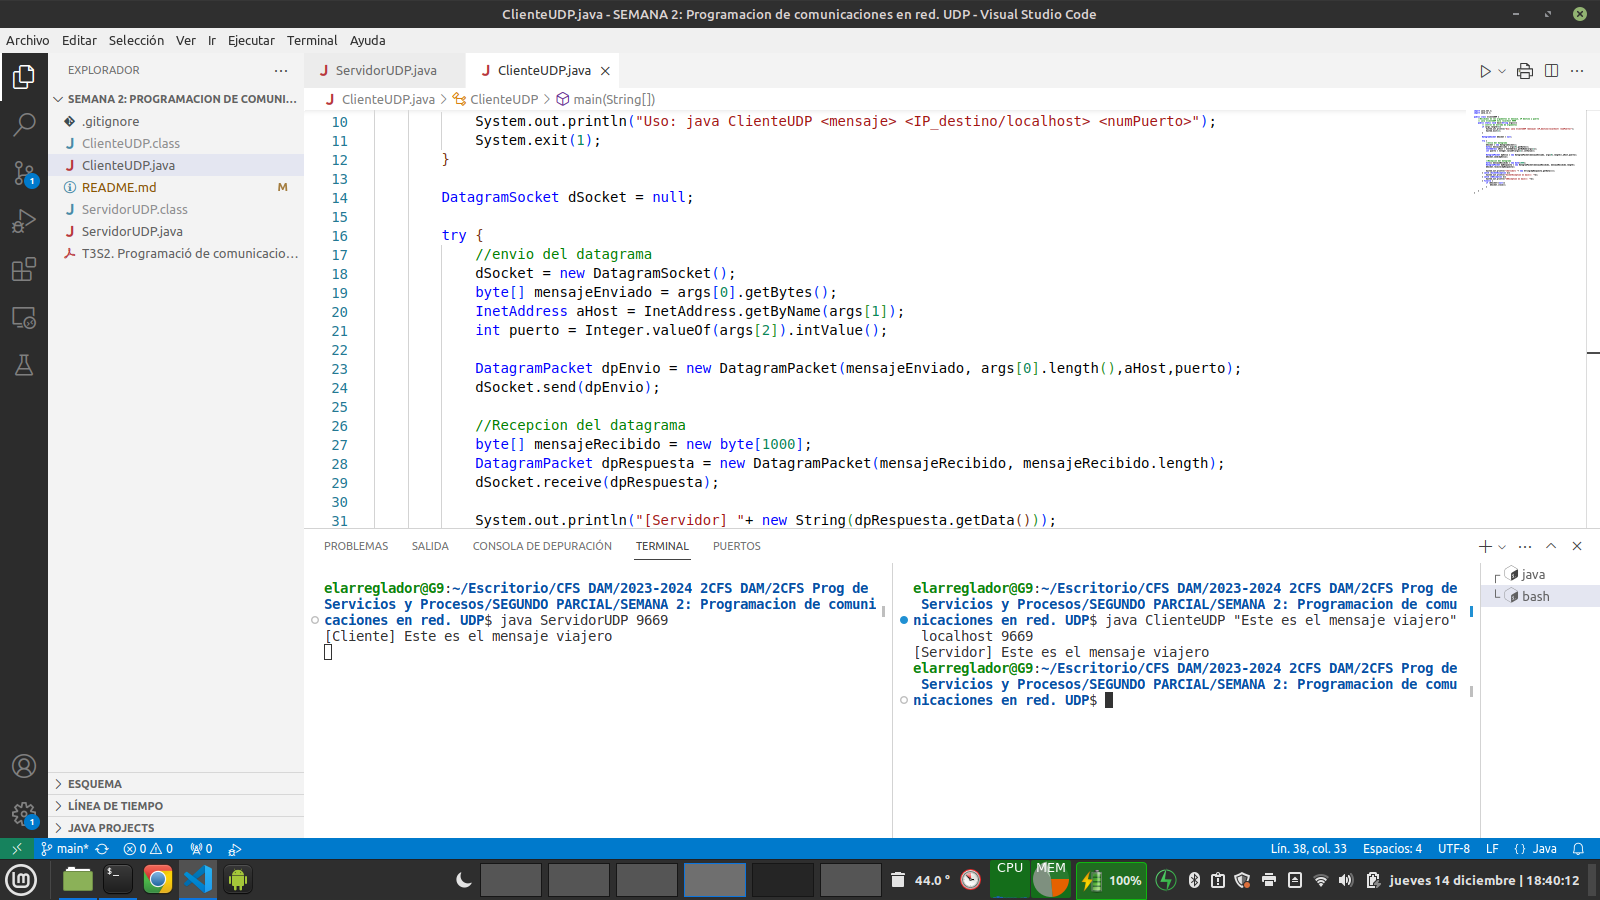 ClienteUDP.java - SEMANA 2: Programacion de comunicaciones en red. UDP - Visual Studio Code
Archivo Editar Selección Ver Ir Ejecutar Terminal Ayuda
EXPLORADOR
SEMANA 2: PROGRAMACION DE COMUNI...
.gitignore
ClienteUDP.class
ClienteUDP.java
README.md M
ServidorUDP.class
ServidorUDP.java
T3S2. Programació de comunicacio...
ESQUEMA
LÍNEA DE TIEMPO
JAVA PROJECTS
1
1
ServidorUDP.java ClienteUDP.java
ClienteUDP.java > ClienteUDP > main(String[])
10 System.out.println("Uso: java ClienteUDP <mensaje> <IP_destino/localhost> <numPuerto>");
11 System.exit(1);
12 }
13
14 DatagramSocket dSocket = null;
15
16 try {
17 //envio del datagrama
18 dSocket = new DatagramSocket();
19 byte[] mensajeEnviado = args[0].getBytes();
20 InetAddress aHost = InetAddress.getByName(args[1]);
21 int puerto = Integer.valueOf(args[2]).intValue();
22
23 DatagramPacket dpEnvio = new DatagramPacket(mensajeEnviado, args[0].length(),aHost,puerto);
24 dSocket.send(dpEnvio);
25
26 //Recepcion del datagrama
27 byte[] mensajeRecibido = new byte[1000];
28 DatagramPacket dpRespuesta = new DatagramPacket(mensajeRecibido, mensajeRecibido.length);
29 dSocket.receive(dpRespuesta);
30
31 System.out.println("[Servidor] "+ new String(dpRespuesta.getData()));
PROBLEMAS SALIDA CONSOLA DE DEPURACIÓN TERMINAL PUERTOS
elarreglador@G9:~/Escritorio/CFS DAM/2023-2024 2CFS DAM/2CFS Prog de
Servicios y Procesos/SEGUNDO PARCIAL/SEMANA 2: Programacion de comuni
caciones en red. UDP$ java ServidorUDP 9669
[Cliente] Este es el mensaje viajero
elarreglador@G9:~/Escritorio/CFS DAM/2023-2024 2CFS DAM/2CFS Prog de
Servicios y Procesos/SEGUNDO PARCIAL/SEMANA 2: Programacion de comu
nicaciones en red. UDP$ java ClienteUDP "Este es el mensaje viajero"
localhost 9669
[Servidor] Este es el mensaje viajero
elarreglador@G9:~/Escritorio/CFS DAM/2023-2024 2CFS DAM/2CFS Prog de
Servicios y Procesos/SEGUNDO PARCIAL/SEMANA 2: Programacion de comu
nicaciones en red. UDP$
java
bash
main* 0 0 0 Lín. 38, col. 33 Espacios: 4 UTF-8 LF {} Java
44.0 ° CPU MEM 100% jueves 14 diciembre | 18:40:12